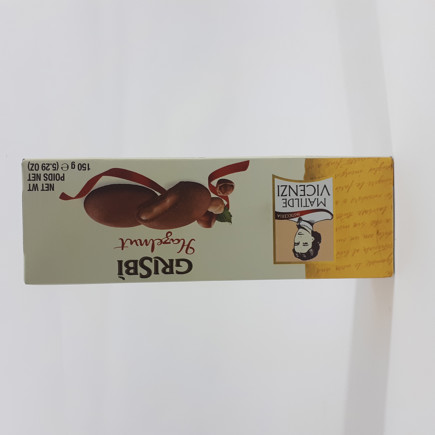 MATILDE
VICENZI
GRISBÌ
Hazelnut
NET WT
POIDS NET
150 g ℮ (5.29 OZ)